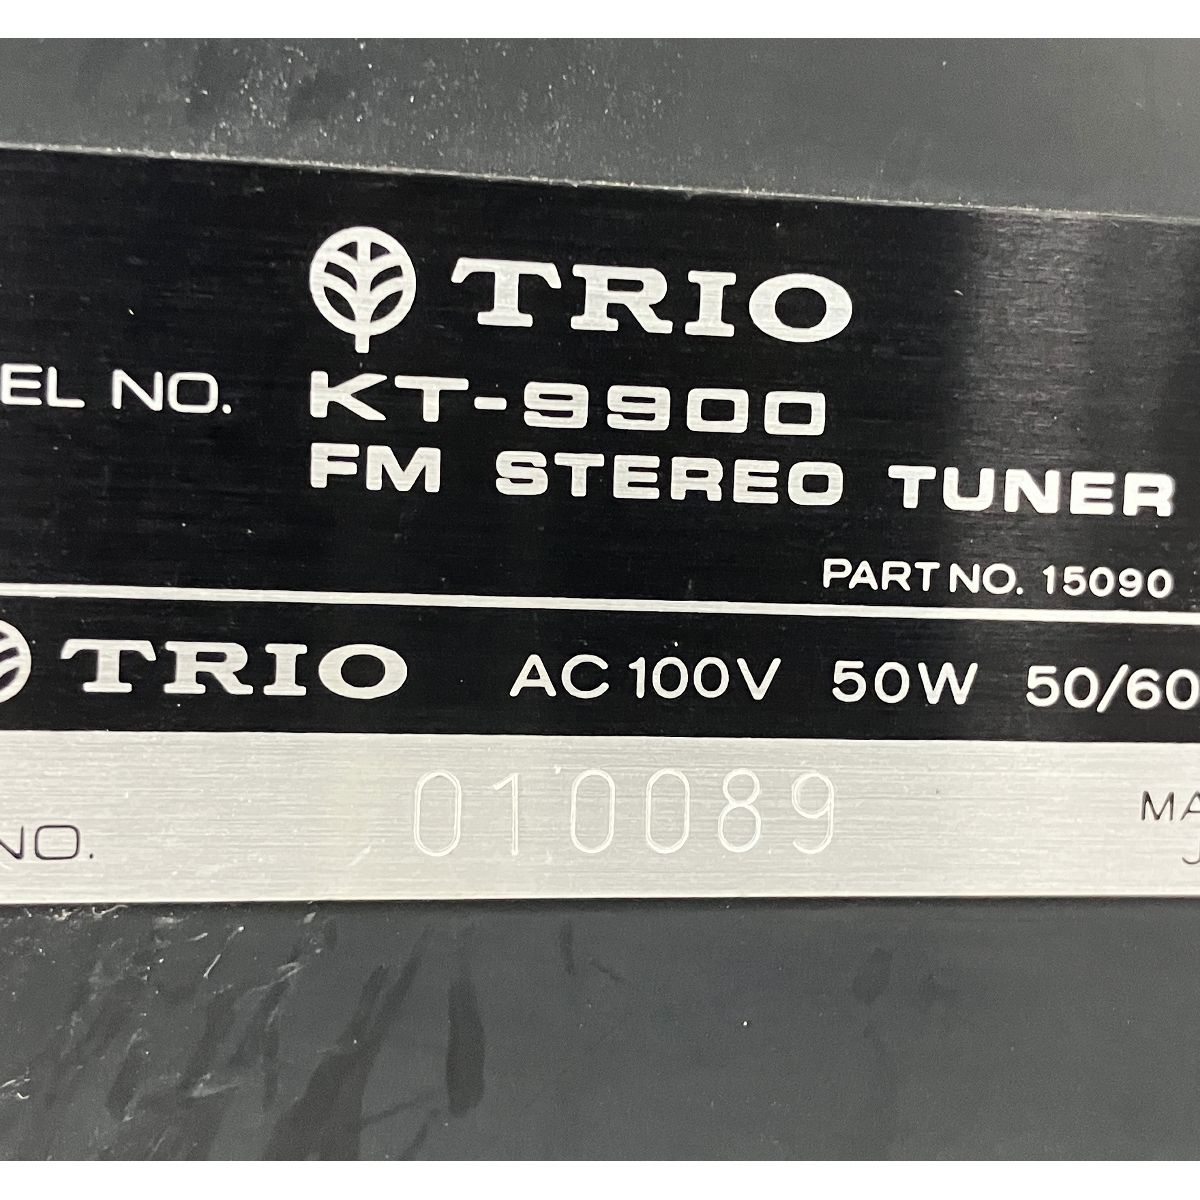 TRIO
EL NO. KT-9900
FM STEREO TUNER
PART NO. 15090
TRIO AC 100V 50W 50/60
NO. 010089 MA
J